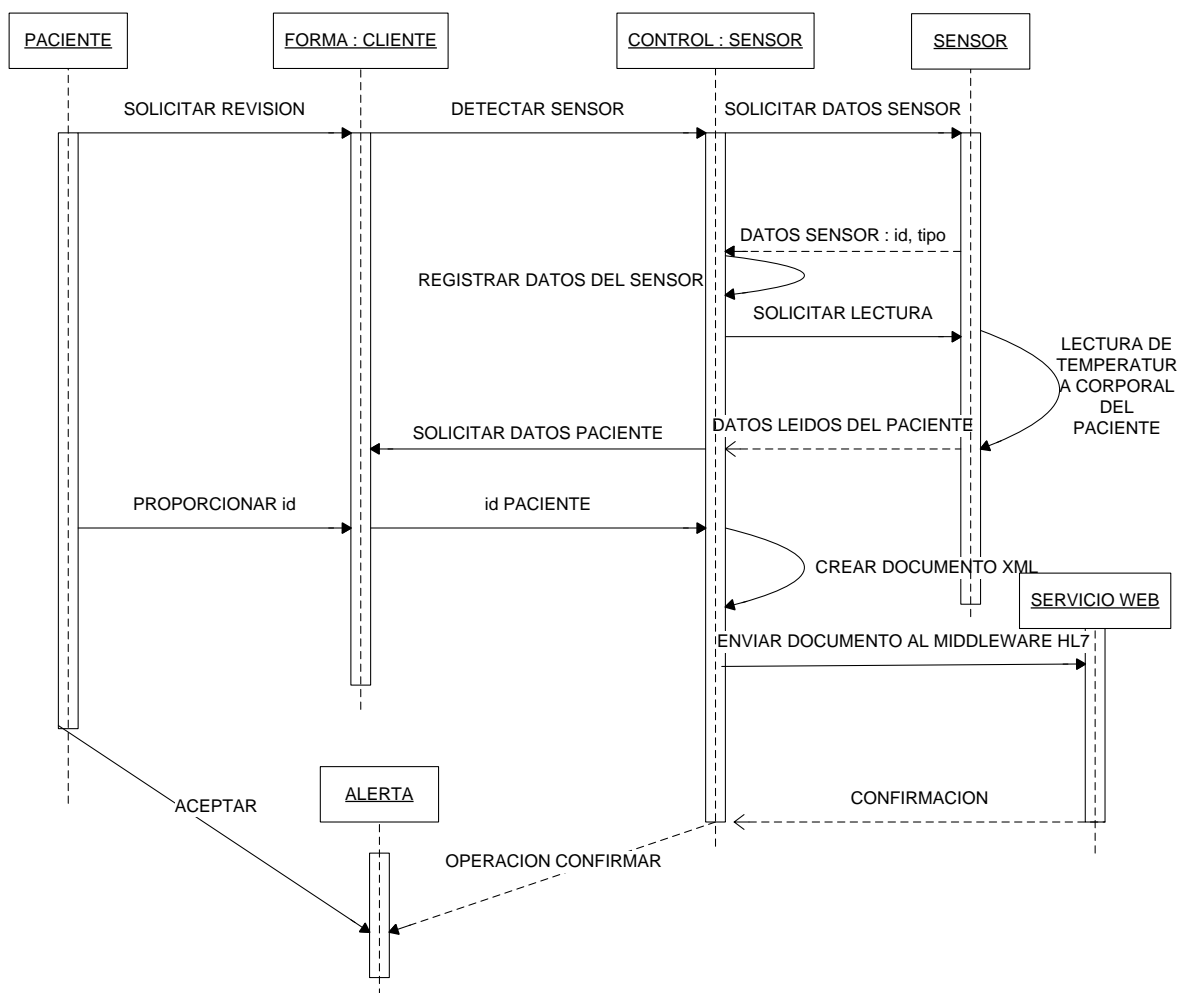 PACIENTE
FORMA : CLIENTE
CONTROL : SENSOR
SENSOR
SOLICITAR REVISION
DETECTAR SENSOR
SOLICITAR DATOS SENSOR
DATOS SENSOR : id, tipo
REGISTRAR DATOS DEL SENSOR
SOLICITAR LECTURA
LECTURA DE
TEMPERATUR
A CORPORAL
DEL
PACIENTE
DATOS LEIDOS DEL PACIENTE
SOLICITAR DATOS PACIENTE
PROPORCIONAR id
id PACIENTE
CREAR DOCUMENTO XML
SERVICIO WEB
ENVIAR DOCUMENTO AL MIDDLEWARE HL7
ALERTA
ACEPTAR
CONFIRMACION
OPERACION CONFIRMAR